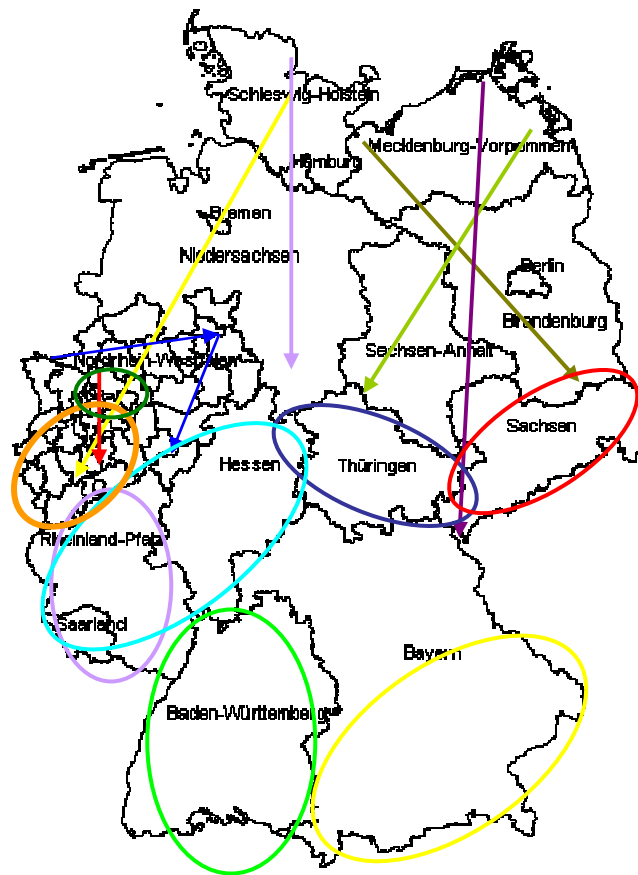 Schleswig-Holstein
Mecklenburg-Vorpommern
Hamburg
Bremen
Niedersachsen
Berlin
Brandenburg
Sachsen-Anhalt
Nordrhein-Westfalen
Sachsen
Hessen
Thüringen
Rheinland-Pfalz
Saarland
Bayern
Baden-Württemberg